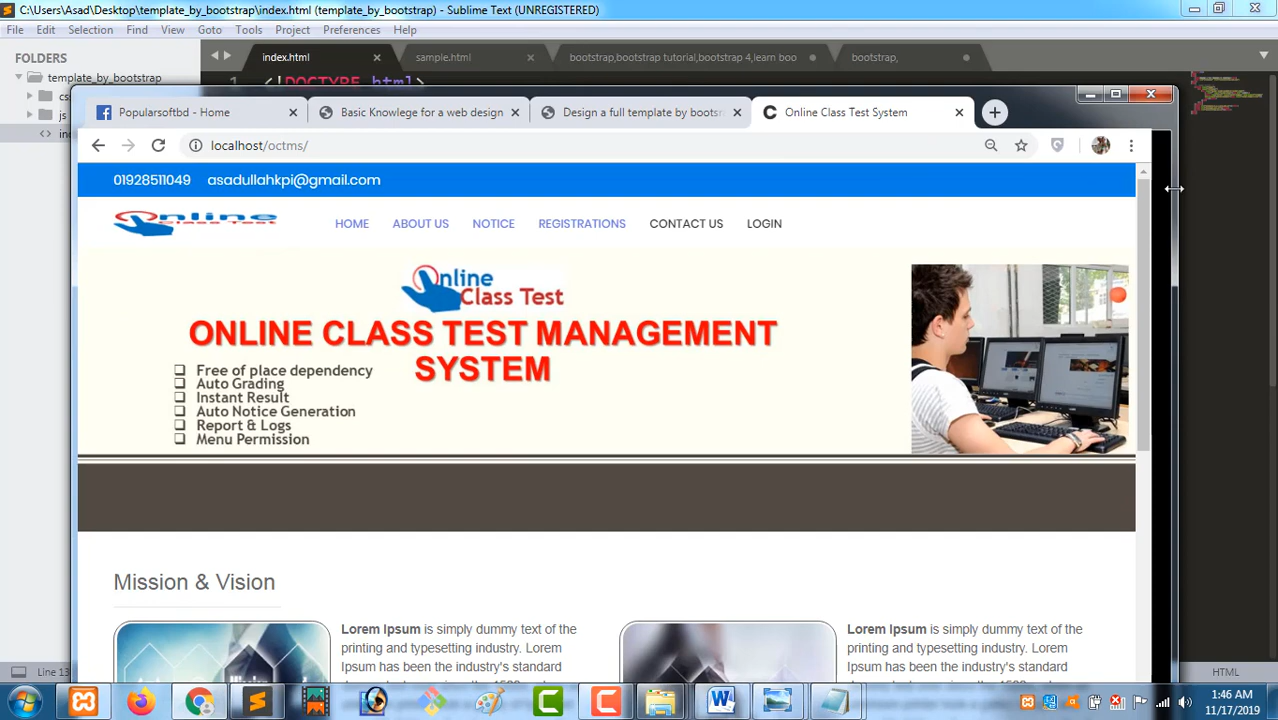 C:\Users\Asad\Desktop\template_by_bootstrap\index.html (template_by_bootstrap) - Sublime Text (UNREGISTERED)
File Edit Selection Find View Goto Tools Project Preferences Help
FOLDERS
template_by_bootstrap
index.html
sample.html
bootstrap,bootstrap tutorial,bootstrap 4,learn boo
bootstrap,
1 <!DOCTYPE html>
Popularsoftbd - Home
Basic Knowlege for a web design
Design a full template by bootsr
Online Class Test System
localhost/octms/
01928511049 asadullahkpi@gmail.com
Online Class Test
HOME ABOUT US NOTICE REGISTRATIONS CONTACT US LOGIN
Online
Class Test
ONLINE CLASS TEST MANAGEMENT
SYSTEM
Free of place dependency
Auto Grading
Instant Result
Auto Notice Generation
Report & Logs
Menu Permission
Mission & Vision
Lorem Ipsum is simply dummy text of the
printing and typesetting industry. Lorem
Ipsum has been the industry's standard
Lorem Ipsum is simply dummy text of the
printing and typesetting industry. Lorem
Ipsum has been the industry's standard
HTML
1:46 AM
11/17/2019